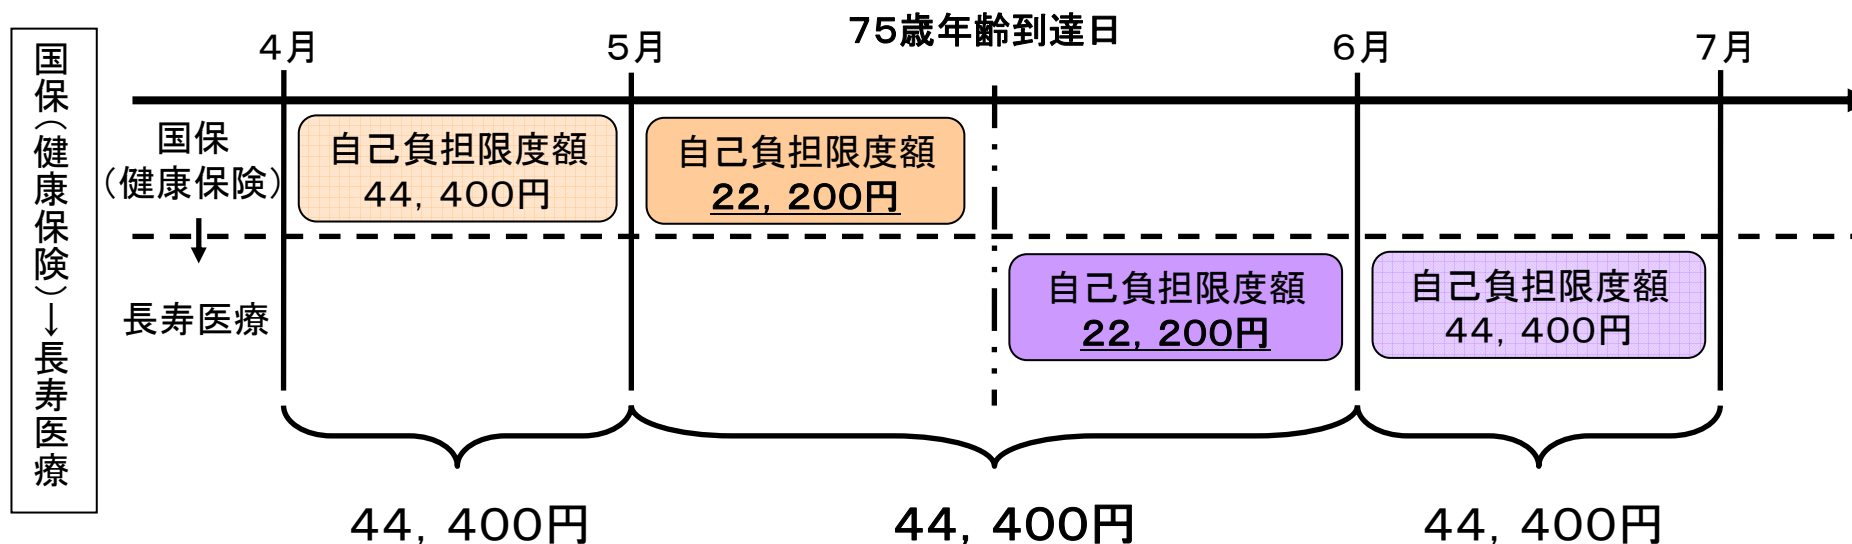 国保（健康保険）→長寿医療
75歳年齢到達日
４月
５月
６月
７月
国保
（健康保険）
長寿医療
自己負担限度額
44，400円
自己負担限度額
22，200円
自己負担限度額
22，200円
自己負担限度額
44，400円
44，400円
44，400円
44，400円